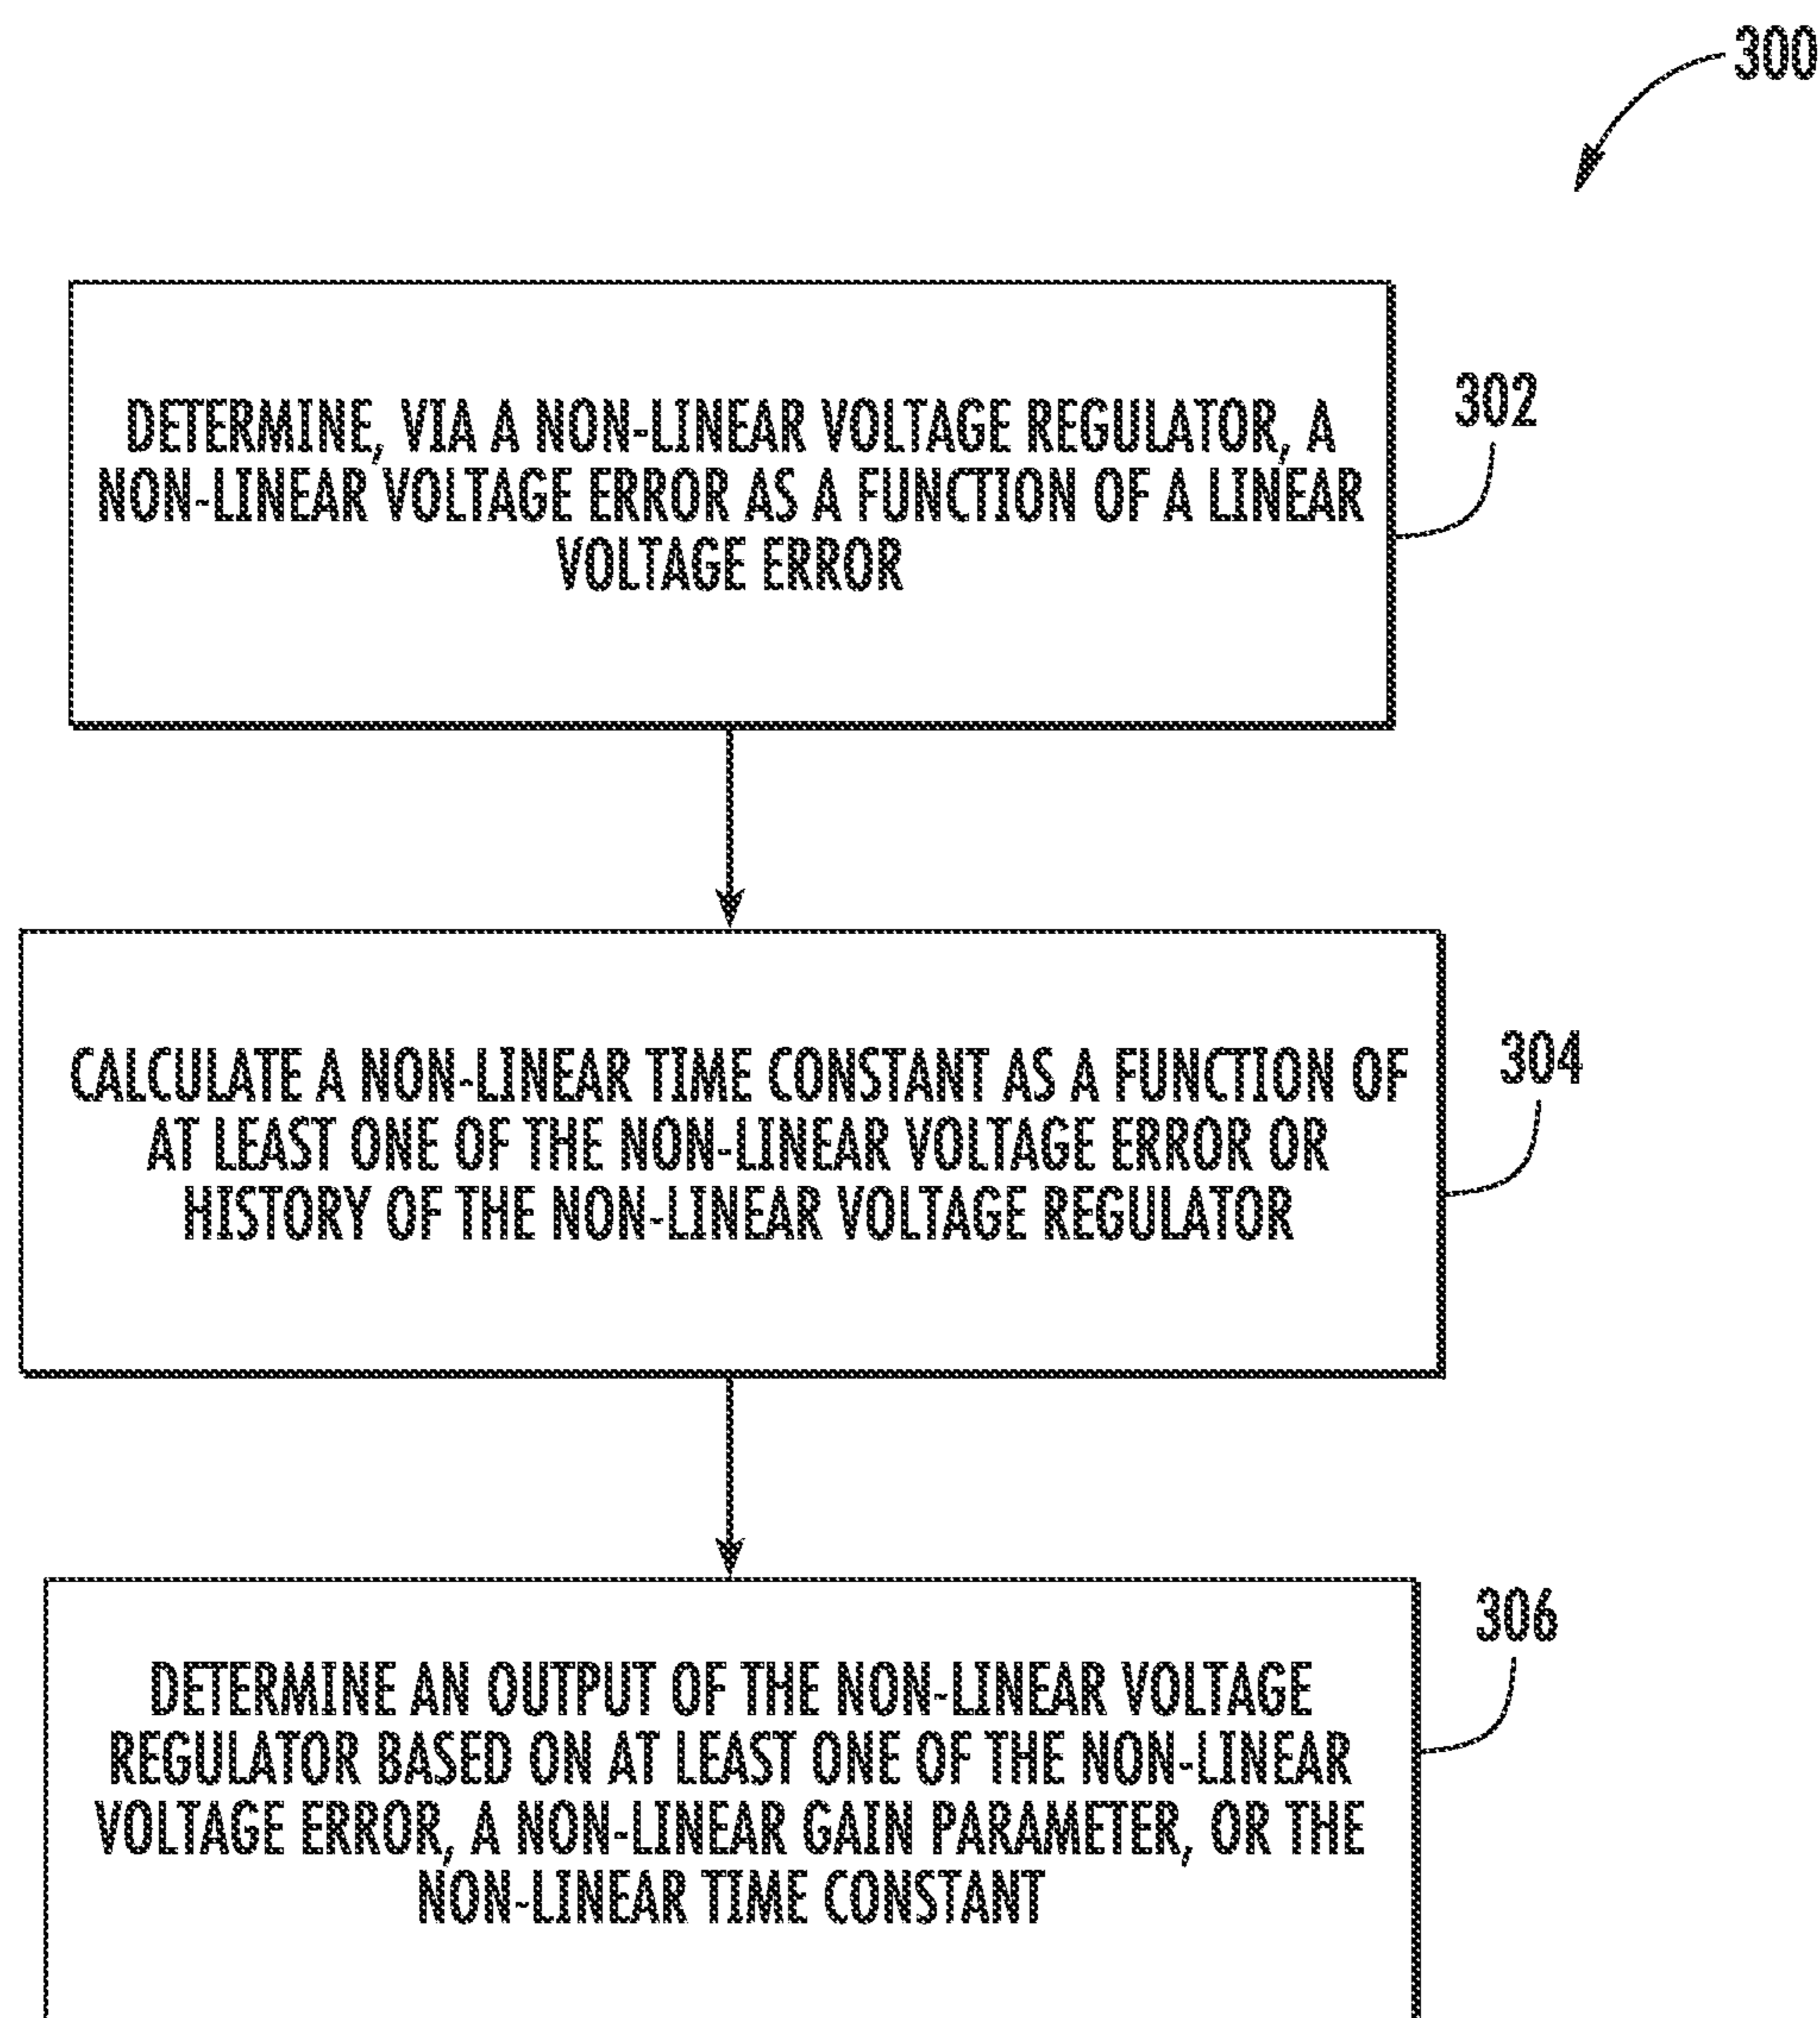 300
DETERMINE, VIA A NON-LINEAR VOLTAGE REGULATOR, A
NON-LINEAR VOLTAGE ERROR AS A FUNCTION OF A LINEAR
VOLTAGE ERROR
302
CALCULATE A NON-LINEAR TIME CONSTANT AS A FUNCTION OF
AT LEAST ONE OF THE NON-LINEAR VOLTAGE ERROR OR
HISTORY OF THE NON-LINEAR VOLTAGE REGULATOR
304
DETERMINE AN OUTPUT OF THE NON-LINEAR VOLTAGE
REGULATOR BASED ON AT LEAST ONE OF THE NON-LINEAR
VOLTAGE ERROR, A NON-LINEAR GAIN PARAMETER, OR THE
NON-LINEAR TIME CONSTANT
306